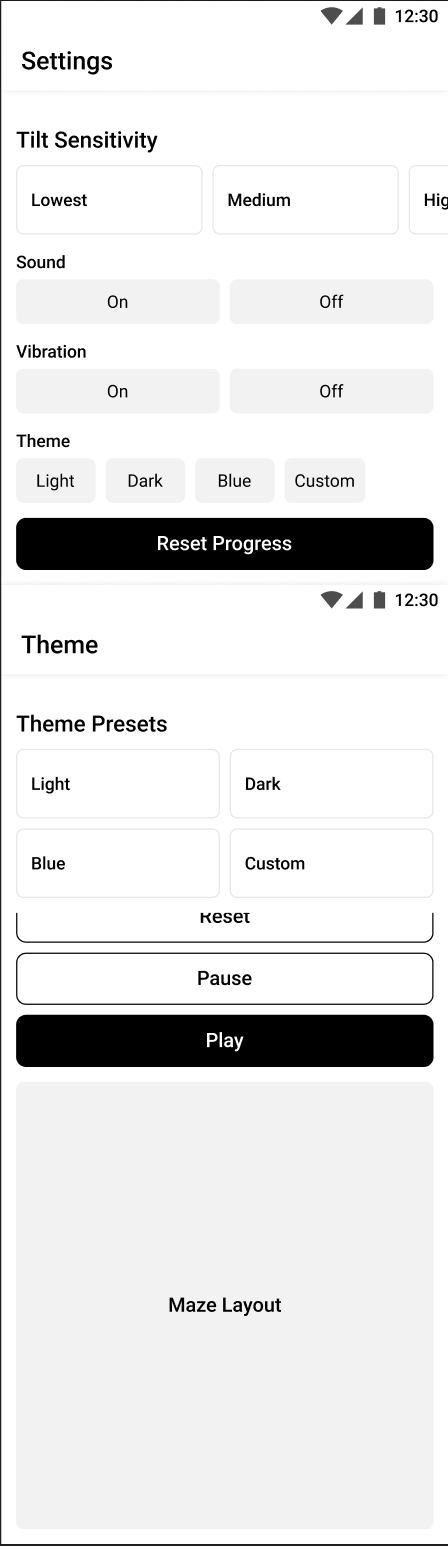 12:30
Settings
Tilt Sensitivity
Lowest Medium Hig
Sound
On Off
Vibration
On Off
Theme
Light Dark Blue Custom
Reset Progress
12:30
Theme
Theme Presets
Light Dark
Blue Custom
Reset
Pause
Play
Maze Layout